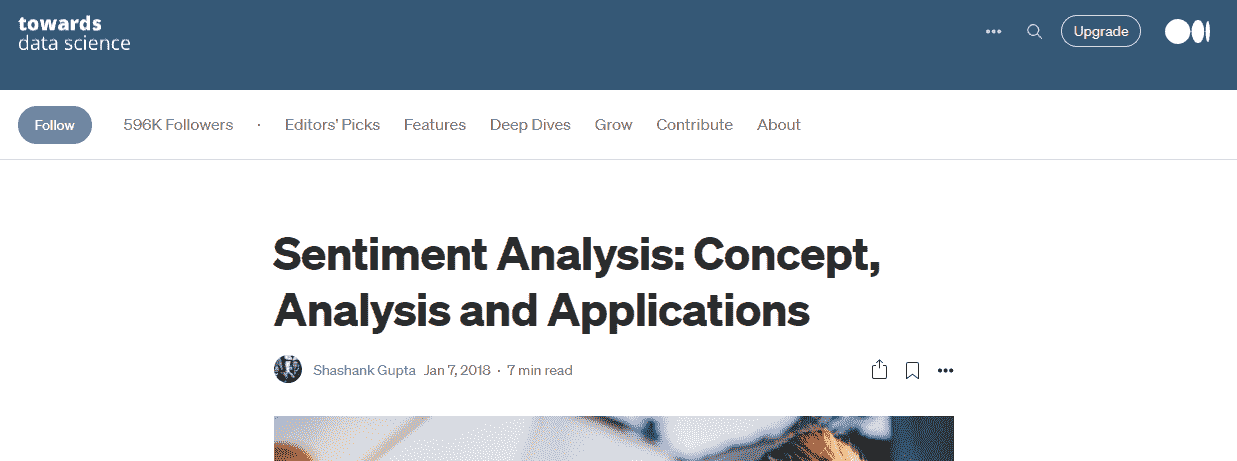 towards
data science
Upgrade
Follow 596K Followers · Editors' Picks Features Deep Dives Grow Contribute About
Sentiment Analysis: Concept,
Analysis and Applications
Shashank Gupta Jan 7, 2018 · 7 min read